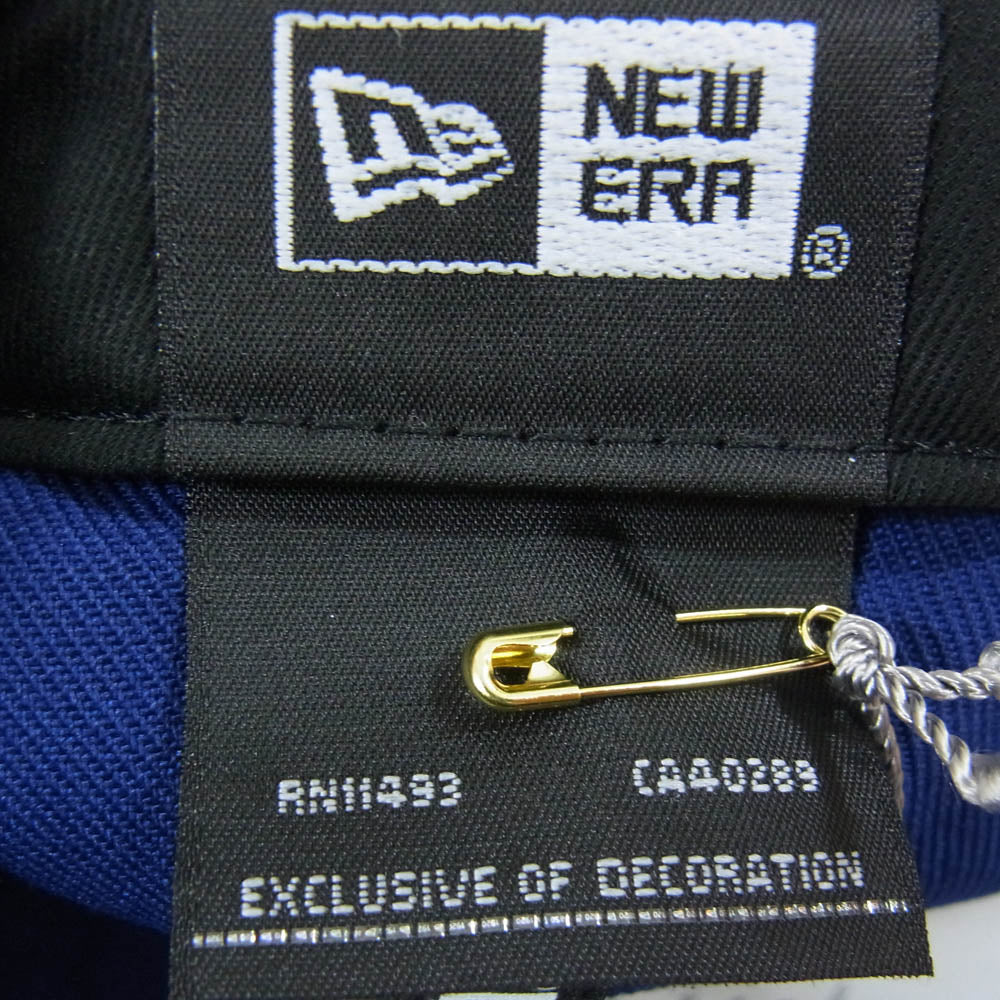 NEW
ERA
®
RN11493 CA40289
EXCLUSIVE OF DECORATION